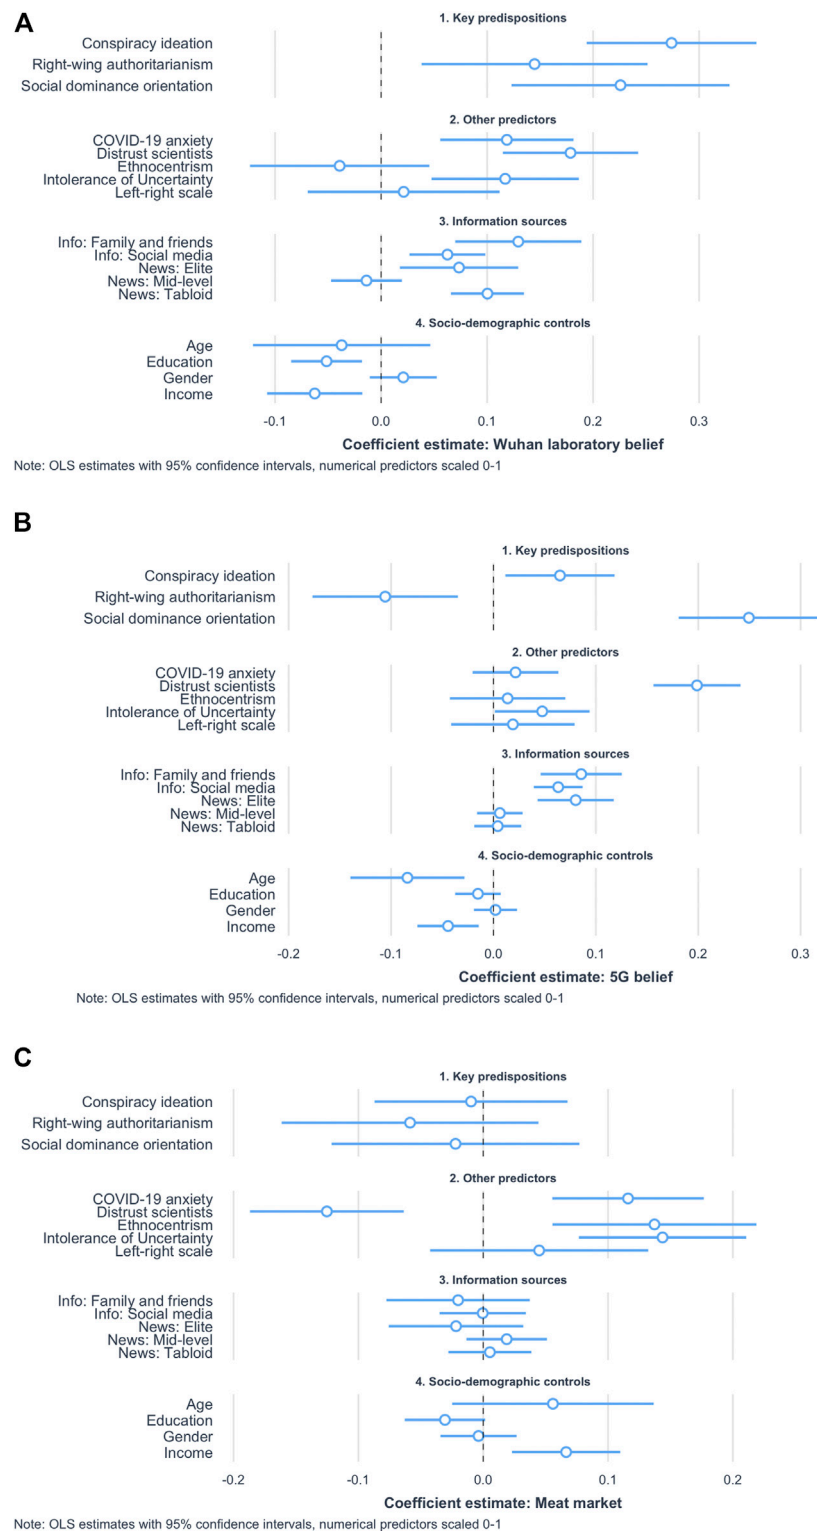 A
1. Key predispositions
Conspiracy ideation
Right-wing authoritarianism
Social dominance orientation
2. Other predictors
COVID-19 anxiety
Distrust scientists
Ethnocentrism
Intolerance of Uncertainty
Left-right scale
3. Information sources
Info: Family and friends
Info: Social media
News: Elite
News: Mid-level
News: Tabloid
4. Socio-demographic controls
Age
Education
Gender
Income
-0.1 0.0 0.1 0.2 0.3
Coefficient estimate: Wuhan laboratory belief
Note: OLS estimates with 95% confidence intervals, numerical predictors scaled 0-1
B
1. Key predispositions
Conspiracy ideation
Right-wing authoritarianism
Social dominance orientation
2. Other predictors
COVID-19 anxiety
Distrust scientists
Ethnocentrism
Intolerance of Uncertainty
Left-right scale
3. Information sources
Info: Family and friends
Info: Social media
News: Elite
News: Mid-level
News: Tabloid
4. Socio-demographic controls
Age
Education
Gender
Income
-0.2 -0.1 0.0 0.1 0.2 0.3
Coefficient estimate: 5G belief
Note: OLS estimates with 95% confidence intervals, numerical predictors scaled 0-1
C
1. Key predispositions
Conspiracy ideation
Right-wing authoritarianism
Social dominance orientation
2. Other predictors
COVID-19 anxiety
Distrust scientists
Ethnocentrism
Intolerance of Uncertainty
Left-right scale
3. Information sources
Info: Family and friends
Info: Social media
News: Elite
News: Mid-level
News: Tabloid
4. Socio-demographic controls
Age
Education
Gender
Income
-0.2 -0.1 0.0 0.1 0.2
Coefficient estimate: Meat market
Note: OLS estimates with 95% confidence intervals, numerical predictors scaled 0-1